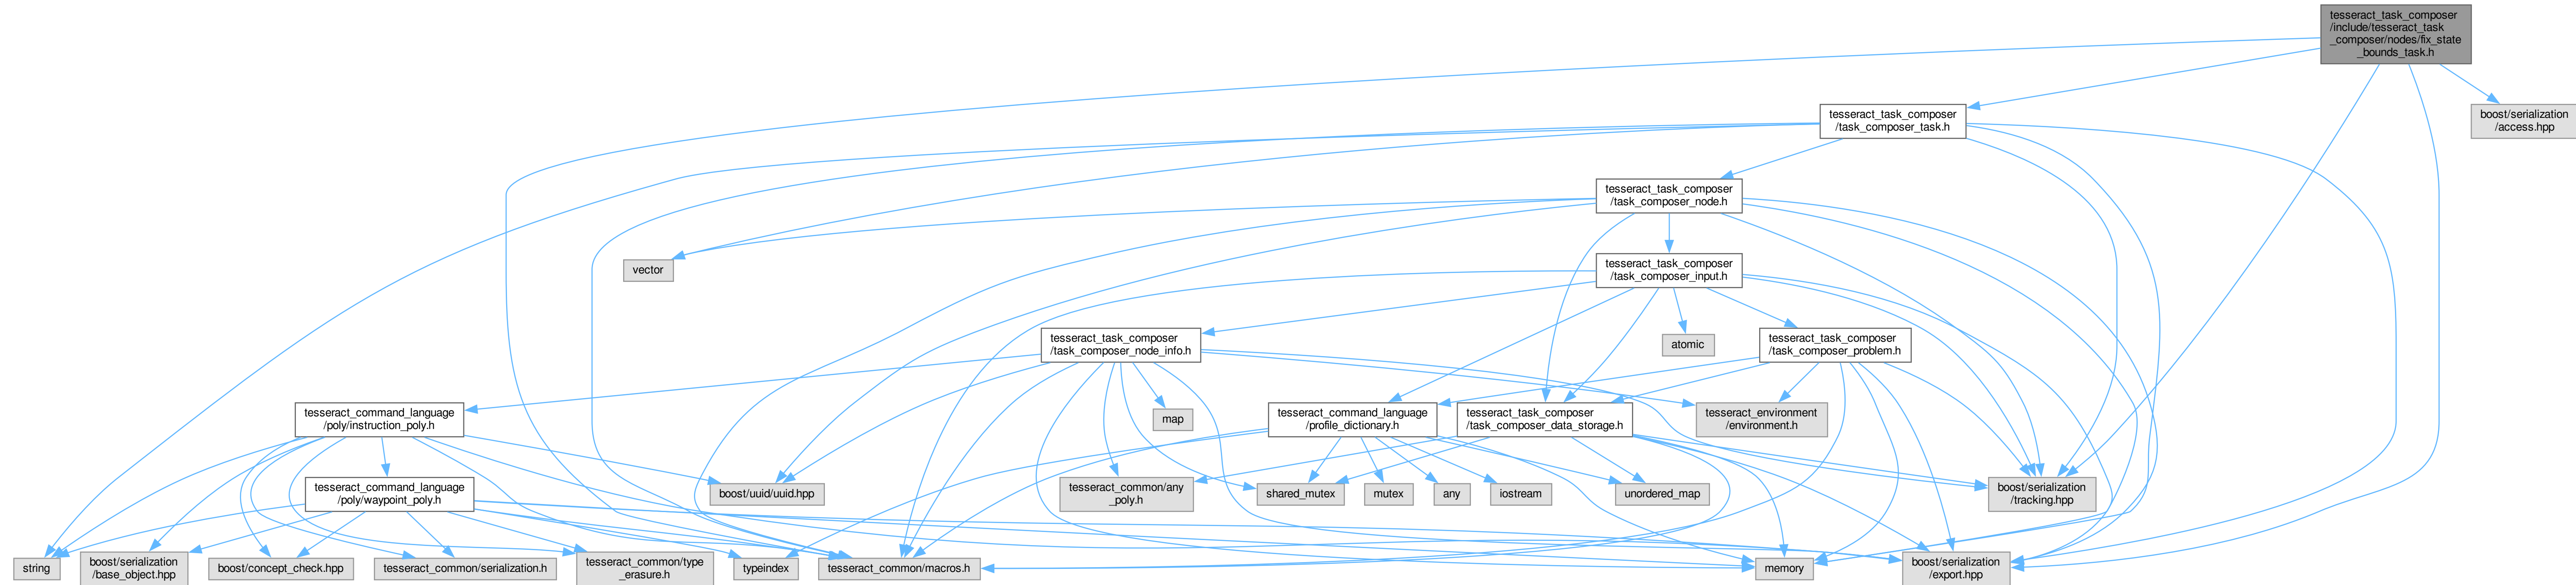 tesseract_task_composer
/include/tesseract_task
_composer/nodes/fix_state
_bounds_task.h
tesseract_task_composer
/task_composer_task.h
boost/serialization
/access.hpp
tesseract_task_composer
/task_composer_node.h
vector
tesseract_task_composer
/task_composer_input.h
tesseract_task_composer
/task_composer_node_info.h
atomic
tesseract_task_composer
/task_composer_problem.h
tesseract_command_language
/poly/instruction_poly.h
map
tesseract_command_language
/profile_dictionary.h
tesseract_task_composer
/task_composer_data_storage.h
tesseract_environment
/environment.h
tesseract_command_language
/poly/waypoint_poly.h
boost/uuid/uuid.hpp
tesseract_common/any
_poly.h
shared_mutex
mutex
any
iostream
unordered_map
boost/serialization
/tracking.hpp
string
boost/serialization
/base_object.hpp
boost/concept_check.hpp
tesseract_common/serialization.h
tesseract_common/type
_erasure.h
typeindex
tesseract_common/macros.h
memory
boost/serialization
/export.hpp